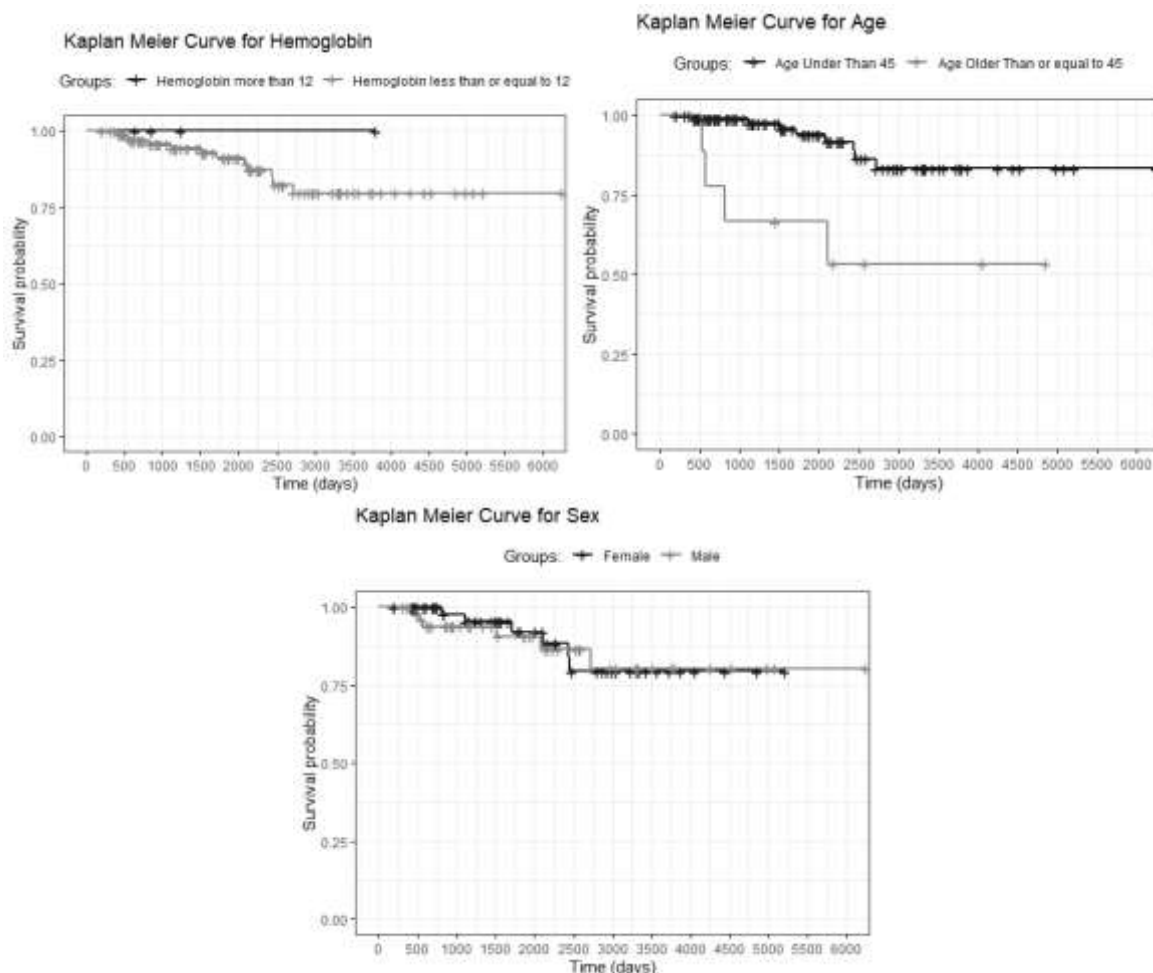 Kaplan Meier Curve for Hemoglobin
Groups: Hemoglobin more than 12 Hemoglobin less than or equal to 12
1.00
0.75
0.50
0.25
0.00
Survival probability
0 500 1000 1500 2000 2500 3000 3500 4000 4500 5000 5500 6000
Time (days)
Kaplan Meier Curve for Age
Groups: Age Under Than 45 Age Older Than or equal to 45
1.00
0.75
0.50
0.25
0.00
Survival probability
0 500 1000 1500 2000 2500 3000 3500 4000 4500 5000 5500 6000
Time (days)
Kaplan Meier Curve for Sex
Groups: Female Male
1.00
0.75
0.50
0.25
0.00
Survival probability
0 500 1000 1500 2000 2500 3000 3500 4000 4500 5000 5500 6000
Time (days)